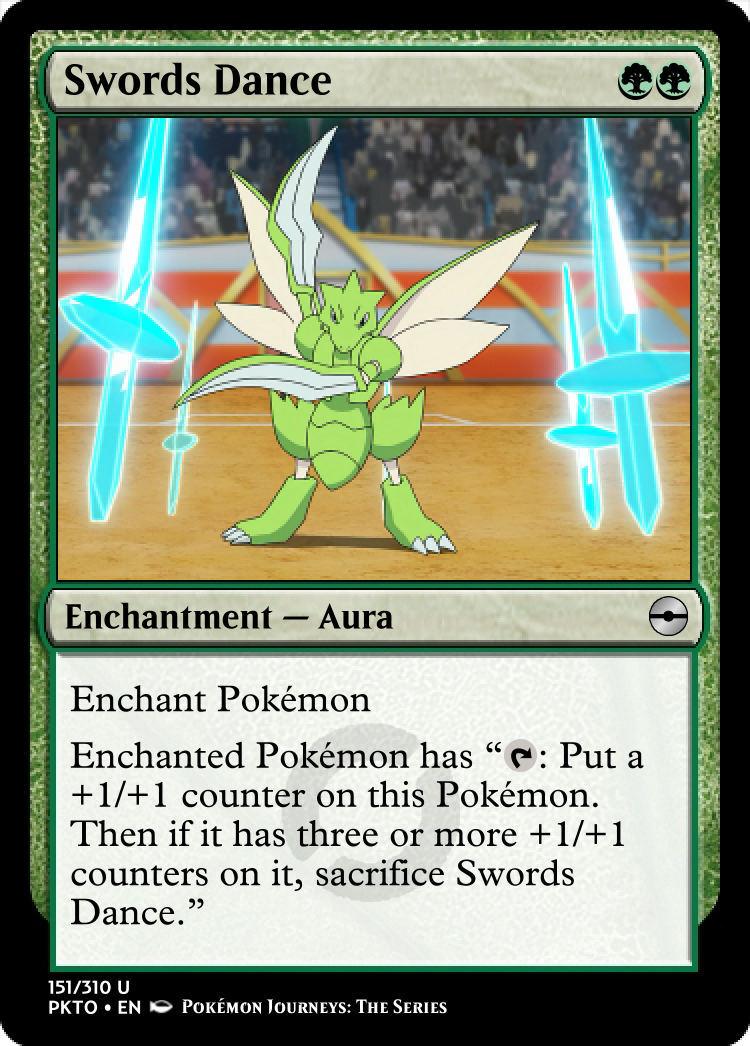 Swords Dance
Enchantment — Aura
Enchant Pokémon
Enchanted Pokémon has “: Put a
+1/+1 counter on this Pokémon.
Then if it has three or more +1/+1
counters on it, sacrifice Swords
Dance.”
151/310 U
PKTO • EN Pokémon Journeys: The Series